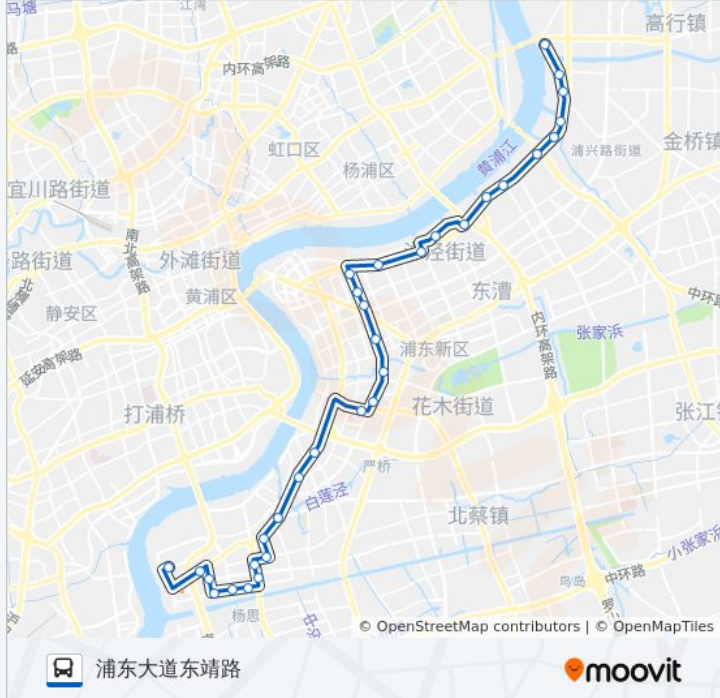 马塘
江湾
高行镇
路
内环高架路
虹口区
杨浦区
黄浦江
浦兴路街道
金桥镇
宜川路街道
南北高架路
路街道
外滩街道
泾街道
静安区
黄浦区
东漕
中环路
张家浜
内环高架路
延安高架路
浦东新区
打浦桥
花木街道
张江镇
严桥
白莲泾
北蔡镇
小张家浜
中环路
鸟岛
杨思
© OpenStreetMap contributors | © OpenMapTiles
浦东大道东靖路
moovit